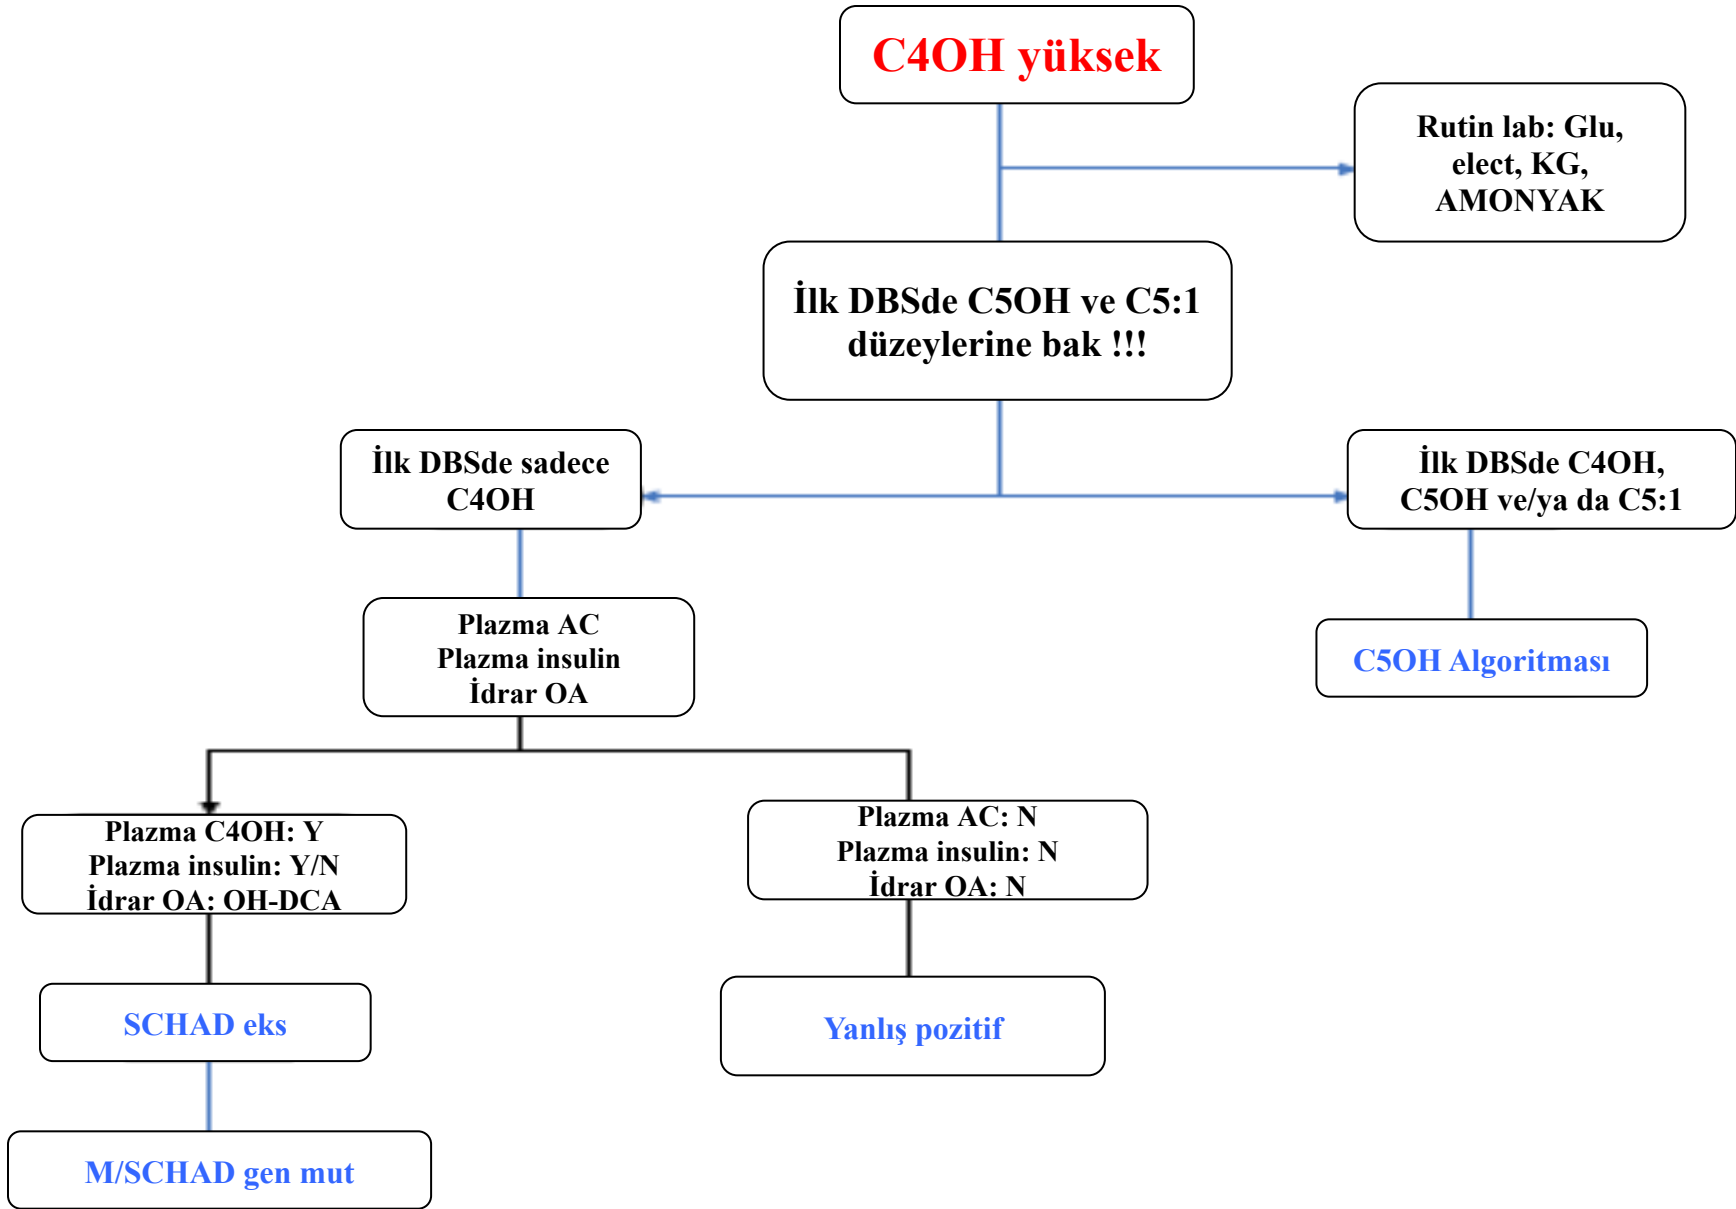 C4OH yüksek
Rutin lab: Glu,
elect, KG,
AMONYAK
İlk DBSde C5OH ve C5:1
düzeylerine bak !!!
İlk DBSde sadece
C4OH
İlk DBSde C4OH,
C5OH ve/ya da C5:1
Plazma AC
Plazma insulin
İdrar OA
C5OH Algoritması
Plazma C4OH: Y
Plazma insulin: Y/N
İdrar OA: OH-DCA
Plazma AC: N
Plazma insulin: N
İdrar OA: N
SCHAD eks
Yanlış pozitif
M/SCHAD gen mut